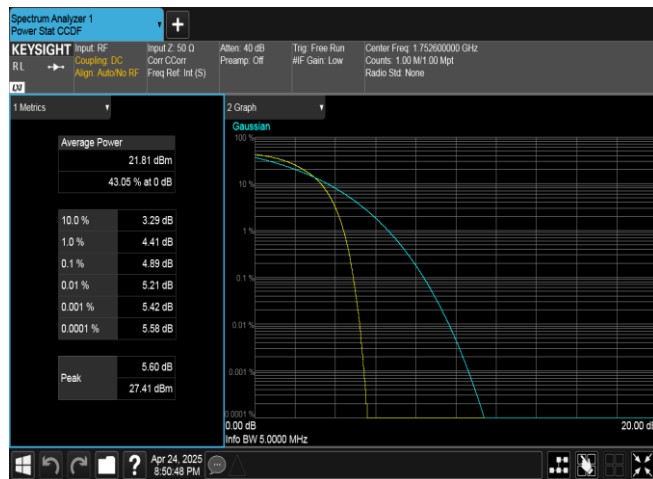 Spectrum Analyzer 1
Power Stat CCDF
KEYSIGHT
RL
LXI
Input: RF
Coupling: DC
Align: Auto/No RF
Input Z: 50 Ω
Corr CCorr
Freq Ref: Int (S)
Atten: 40 dB
Preamp: Off
Trig: Free Run
#IF Gain: Low
Center Freq: 1.752600000 GHz
Counts: 1.00 M/1.00 Mpt
Radio Std: None
1 Metrics
Average Power
21.81 dBm
43.05 % at 0 dB
10.0 % 3.29 dB
1.0 % 4.41 dB
0.1 % 4.89 dB
0.01 % 5.21 dB
0.001 % 5.42 dB
0.0001 % 5.58 dB
Peak
5.60 dB
27.41 dBm
2 Graph
Gaussian
100 %
10 %
1 %
0.1 %
0.01 %
0.001 %
0.0001 %
0.00 dB
20.00 d
Info BW 5.0000 MHz
?
Apr 24, 2025
8:50:48 PM